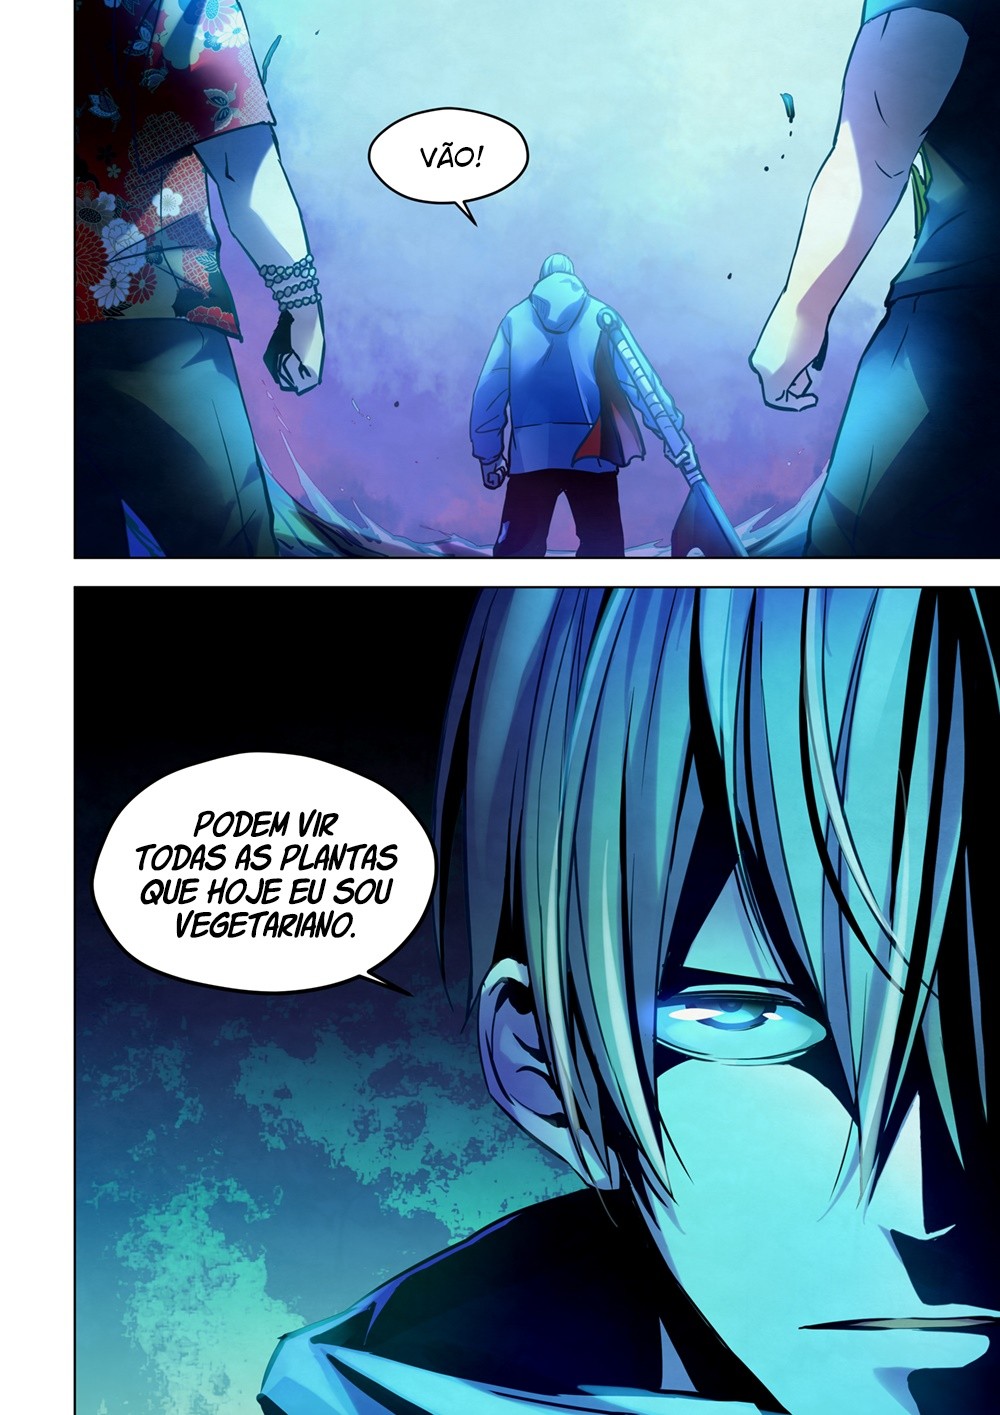 VÃO!
PODEM VIR
TODAS AS PLANTAS
QUE HOJE EU SOU
VEGETARIANO.